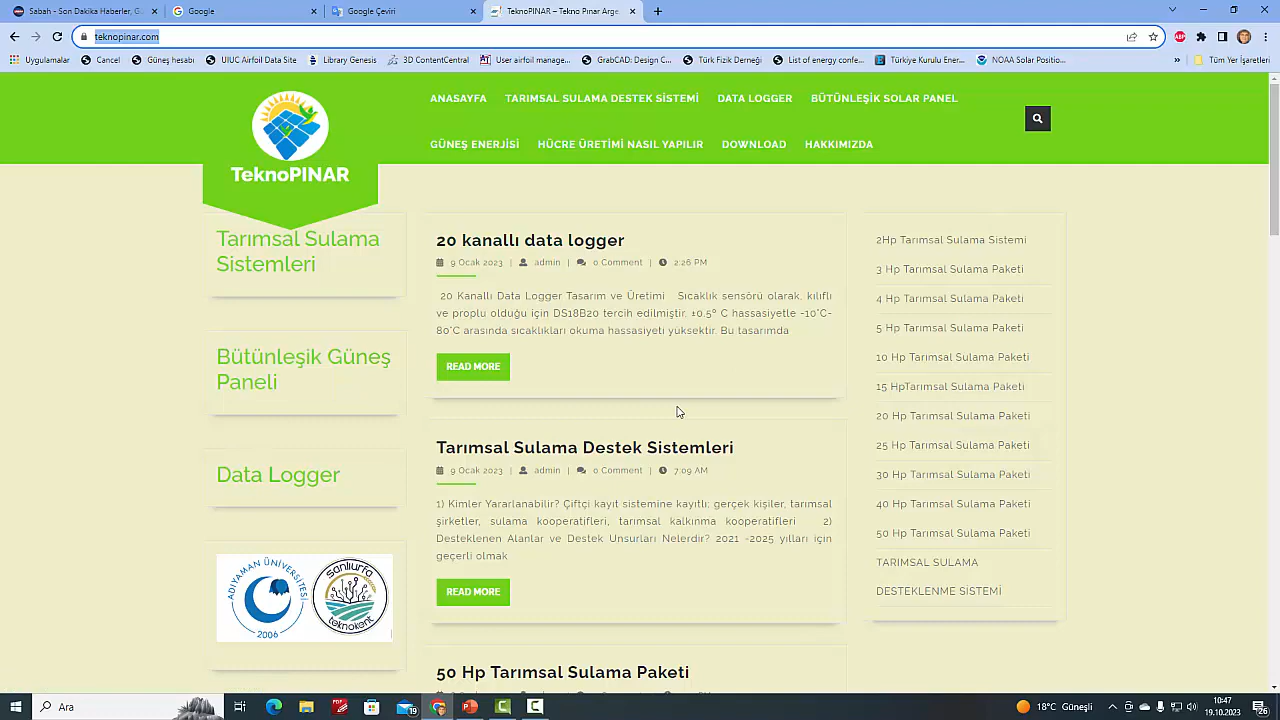 Sabah - Son Dakika Haberler, G
Google
Google Çeviri
TeknoPINAR – Tekno Pınar Arge
teknopinar.com
Uygulamalar
Cancel
Güneş hesabı
UIUC Airfoil Site Data
Library Genesis
3D ContentCentral
User airfoil manage...
GrabCAD: Design C...
Türk Fizik Derneği
List of energy confe...
Türkiye Kurulu Ener...
NOAA Solar Positio...
»
Tüm Yer İşaretleri
TeknoPINAR
ANASAYFA
TARIMSAL SULAMA DESTEK SİSTEMİ
DATA LOGGER
BÜTÜNLEŞİK SOLAR PANEL
GÜNEŞ ENERJİSİ
HÜCRE ÜRETİMİ NASIL YAPILIR
DOWNLOAD
HAKKIMIZDA
Tarımsal Sulama
Sistemleri
Bütünleşik Güneş
Paneli
Data Logger
ADIYAMAN ÜNİVERSİTESİ
2006
şanlıurfa
teknokent
20 kanallı data logger
9 Ocak 2023 | admin | 0 Comment | 2:26 PM
20 Kanallı Data Logger Tasarım ve Üretimi Sıcaklık sensörü olarak, kılıflı
ve proplu olduğu için DS18B20 tercih edilmiştir. ±0.5º C hassasiyetle -10°C-
80°C arasında sıcaklıkları okuma hassasiyeti yüksektir. Bu tasarımda
READ MORE
Tarımsal Sulama Destek Sistemleri
9 Ocak 2023 | admin | 0 Comment | 7:09 AM
1) Kimler Yararlanabilir? Çiftçi kayıt sistemine kayıtlı; gerçek kişiler, tarımsal
şirketler, sulama kooperatifleri, tarımsal kalkınma kooperatifleri 2)
Desteklenen Alanlar ve Destek Unsurları Nelerdir? 2021 -2025 yılları için
geçerli olmak
READ MORE
50 Hp Tarımsal Sulama Paketi
2Hp Tarımsal Sulama Sistemi
3 Hp Tarımsal Sulama Paketi
4 Hp Tarımsal Sulama Paketi
5 Hp Tarımsal Sulama Paketi
10 Hp Tarımsal Sulama Paketi
15 HpTarımsal Sulama Paketi
20 Hp Tarımsal Sulama Paketi
25 Hp Tarımsal Sulama Paketi
30 Hp Tarımsal Sulama Paketi
40 Hp Tarımsal Sulama Paketi
50 Hp Tarımsal Sulama Paketi
TARIMSAL SULAMA
DESTEKLENME SİSTEMİ
Ara
18°C Güneşli
10:47
19.10.2023